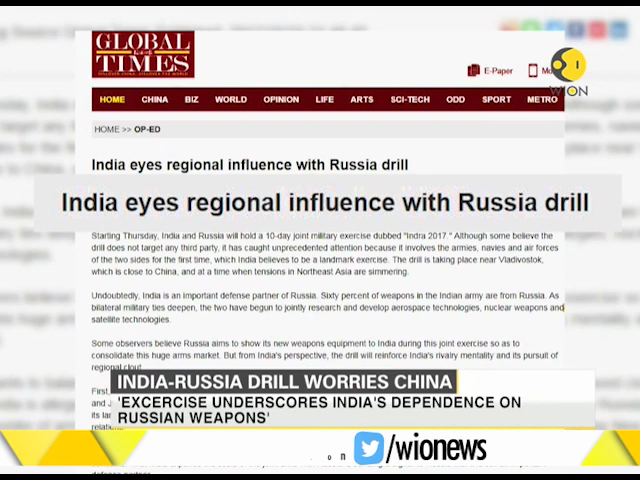 GLOBAL
TIMES
DISCOVER CHINA, DISCOVER THE WORLD
E-Paper
WION
HOME CHINA BIZ WORLD OPINION LIFE ARTS SCI-TECH ODD SPORT METRO
HOME >> OP-ED
India eyes regional influence with Russia drill
India eyes regional influence with Russia drill
Starting Thursday, India and Russia will hold a 10-day joint military exercise dubbed "Indra 2017." Although some believe the
drill does not target any third party, it has caught unprecedented attention because it involves the armies, navies and air forces
of the two sides for the first time, which India believes to be a landmark exercise. The drill is taking place near Vladivostok,
which is close to China, and at a time when tensions in Northeast Asia are simmering.
Undoubtedly, India is an important defense partner of Russia. Sixty percent of weapons in the Indian army are from Russia. As
bilateral military ties deepen, the two have begun to jointly research and develop aerospace technologies, nuclear weapons and
satellite technologies.
Some observers believe Russia aims to show its new weapons equipment to India during this joint exercise so as to
consolidate this huge arms market. But from India's perspective, the drill will reinforce India's rivalry mentality and its pursuit of
regional clout.
First,
and J
its
INDIA-RUSSIA DRILL WORRIES CHINA
'EXCERCISE UNDERSCORES INDIA'S DEPENDENCE ON
RUSSIAN WEAPONS'
on
/wionews